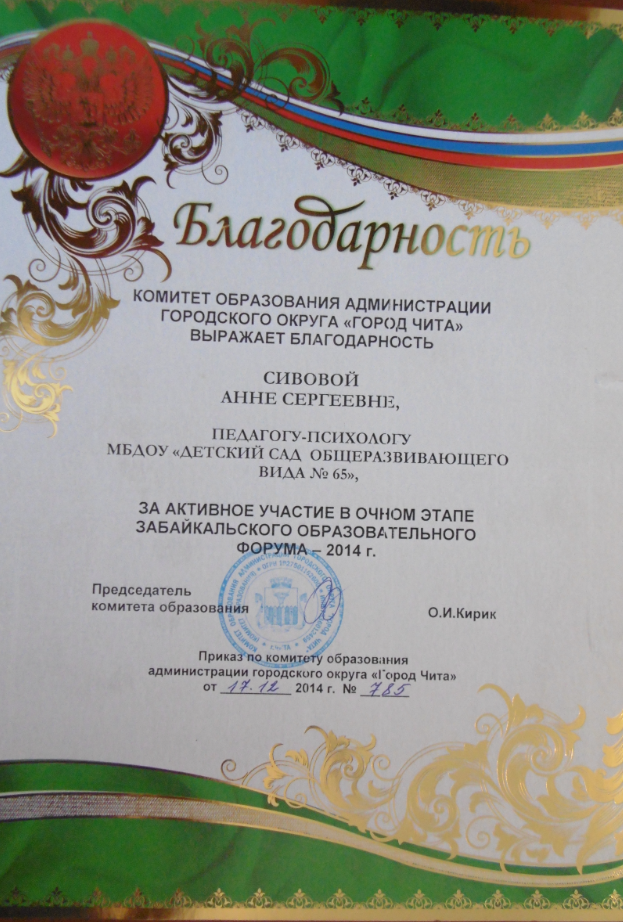 Благодарность
КОМИТЕТ ОБРАЗОВАНИЯ АДМИНИСТРАЦИИ
ГОРОДСКОГО ОКРУГА «ГОРОД ЧИТА»
ВЫРАЖАЕТ БЛАГОДАРНОСТЬ
СИВОВОЙ
АННЕ СЕРГЕЕВНЕ,
ПЕДАГОГУ-ПСИХОЛОГУ
МБДОУ «ДЕТСКИЙ САД ОБЩЕРАЗВИВАЮЩЕГО
ВИДА № 65»,
ЗА АКТИВНОЕ УЧАСТИЕ В ОЧНОМ ЭТАПЕ
ЗАБАЙКАЛЬСКОГО ОБРАЗОВАТЕЛЬНОГО
ФОРУМА – 2014 г.
Председатель
комитета образования
О.И.Кирик
Приказ по комитету образования
администрации городского округа «Город Чита»
от 17.12 2014 г. № 785